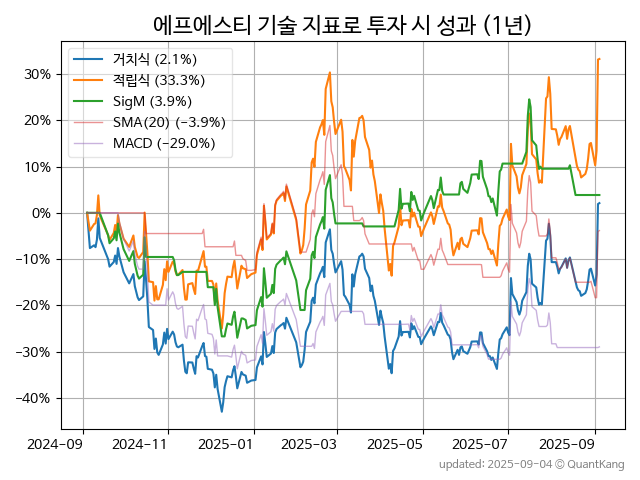 에프에스티 기술 지표로 투자 시 성과 (1년)
거치식 (2.1%)
적립식 (33.3%)
SigM (3.9%)
SMA(20) (−3.9%)
MACD (−29.0%)
30%
20%
10%
0%
−10%
−20%
−30%
−40%
2024-09 2024-11 2025-01 2025-03 2025-05 2025-07 2025-09
updated: 2025-09-04 © QuantKang